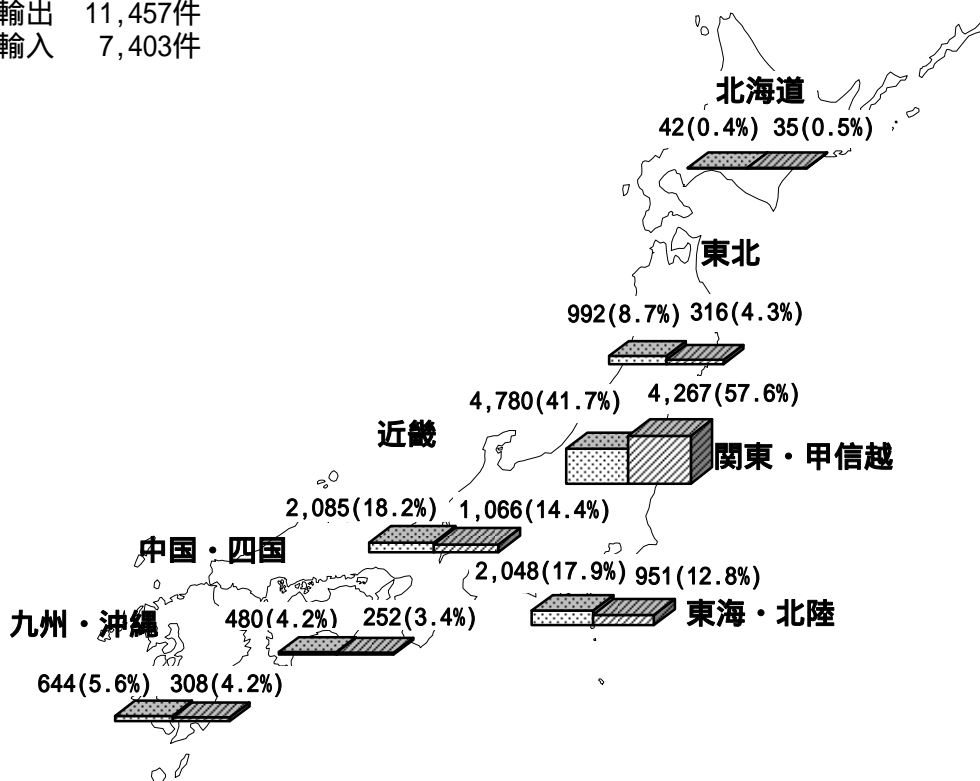 輸出 11,457件
輸入 7,403件
北海道
42(0.4%) 35(0.5%)
東北
992(8.7%) 316(4.3%)
4,780(41.7%) 4,267(57.6%)
関東・甲信越
近畿
2,085(18.2%) 1,066(14.4%)
中国・四国
2,048(17.9%) 951(12.8%)
東海・北陸
九州・沖縄
480(4.2%) 252(3.4%)
644(5.6%) 308(4.2%)